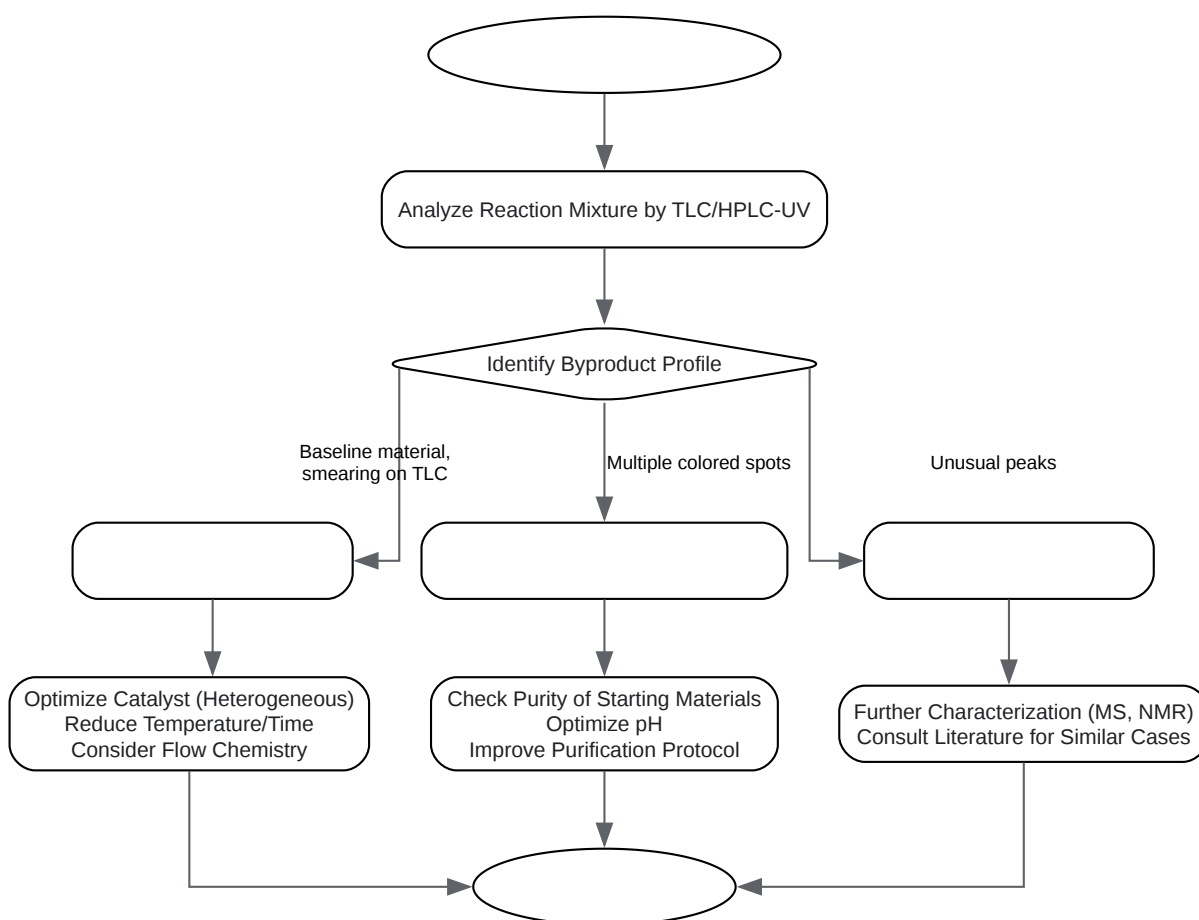 Analyze Reaction Mixture by TLC/HPLC-UV
Identify Byproduct Profile
Baseline material,
smearing on TLC
Multiple colored spots
Unusual peaks
Optimize Catalyst (Heterogeneous)
Reduce Temperature/Time
Consider Flow Chemistry
Check Purity of Starting Materials
Optimize pH
Improve Purification Protocol
Further Characterization (MS, NMR)
Consult Literature for Similar Cases